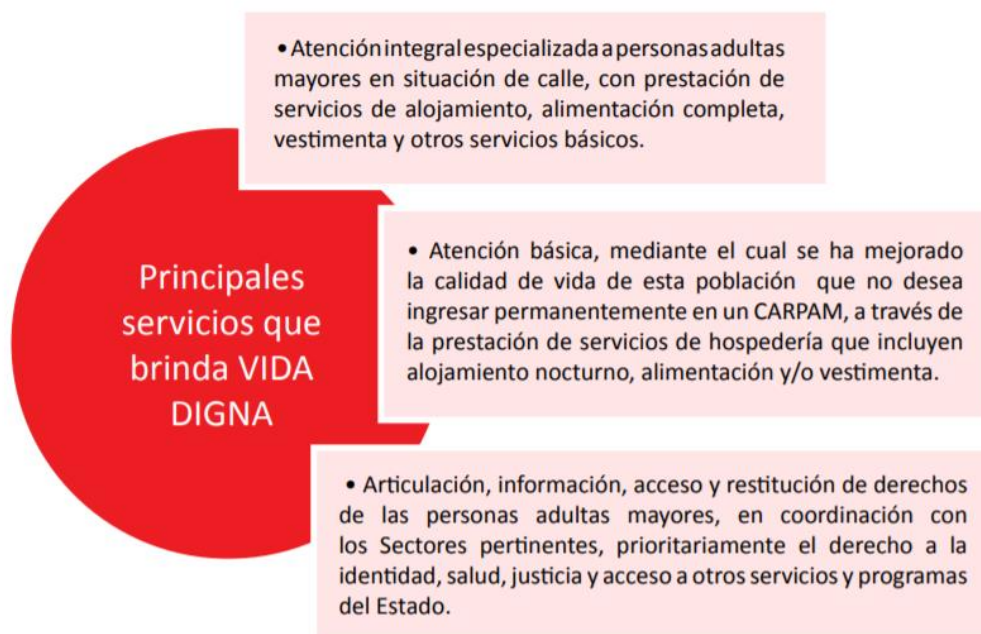 • Atención integral especializada a personas adultas
mayores en situación de calle, con prestación de
servicios de alojamiento, alimentación completa,
vestimenta y otros servicios básicos.
Principales
servicios que
brinda VIDA
DIGNA
• Atención básica, mediante el cual se ha mejorado
la calidad de vida de esta población que no desea
ingresar permanentemente en un CARPAM, a través de
la prestación de servicios de hospedería que incluyen
alojamiento nocturno, alimentación y/o vestimenta.
• Articulación, información, acceso y restitución de derechos
de las personas adultas mayores, en coordinación con
los Sectores pertinentes, prioritariamente el derecho a la
identidad, salud, justicia y acceso a otros servicios y programas
del Estado.